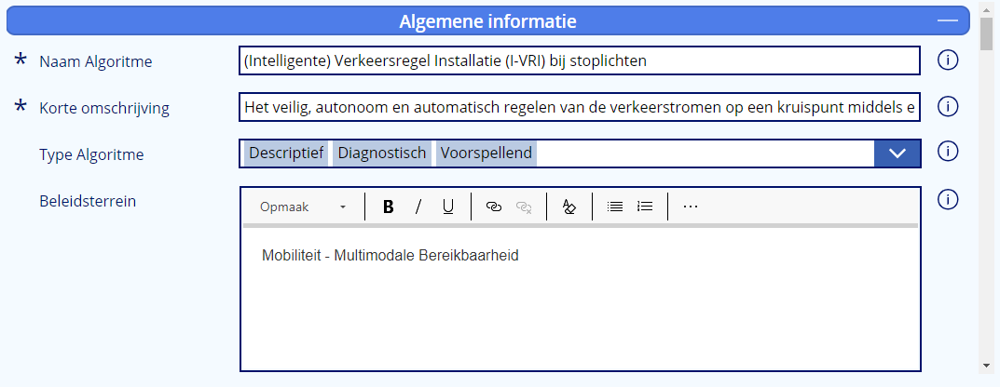 Algemene informatie
* Naam Algoritme
(Intelligente) Verkeersregel Installatie (I-VRI) bij stoplichten
* Korte omschrijving
Het veilig, autonoom en automatisch regelen van de verkeerstromen op een kruispunt middels e
Type Algoritme
Descriptief Diagnostisch Voorspellend
Beleidsterrein
Opmaak B / U
Mobiliteit - Multimodale Bereikbaarheid